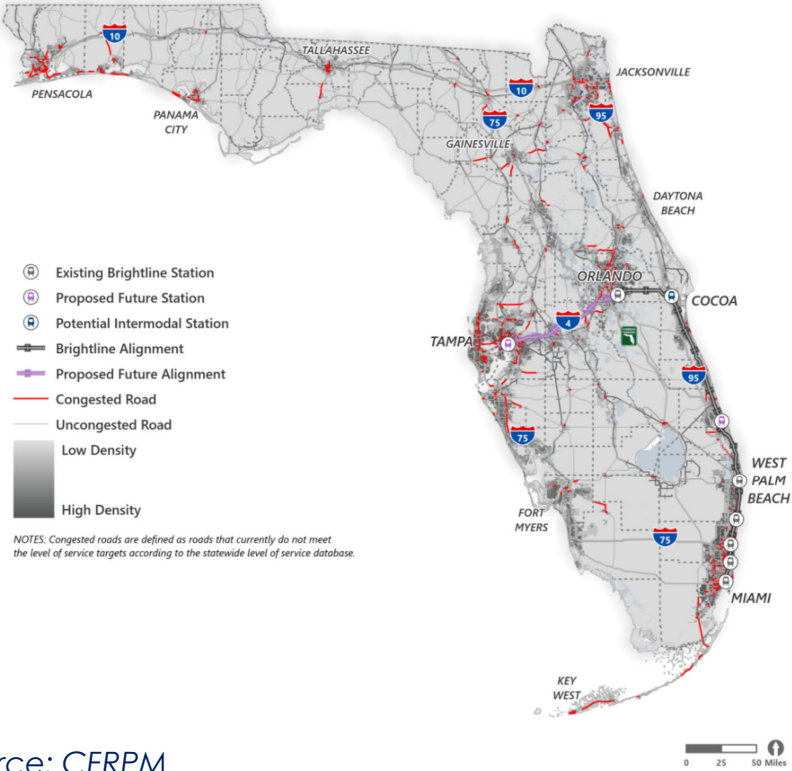 10
TALLAHASSEE
PENSACOLA
PANAMA
CITY
10
75
JACKSONVILLE
95
GAINESVILLE
DAYTONA
BEACH
ORLANDO
COCOA
4
TAMPA
95
75
WEST
PALM
BEACH
FORT
MYERS
75
MIAMI
KEY
WEST
Existing Brightline Station
Proposed Future Station
Potential Intermodal Station
Brightline Alignment
Proposed Future Alignment
Congested Road
Uncongested Road
Low Density
High Density
NOTES: Congested roads are defined as roads that currently do not meet
the level of service targets according to the statewide level of service database.
rce: CFRPM
0 25 50 Miles